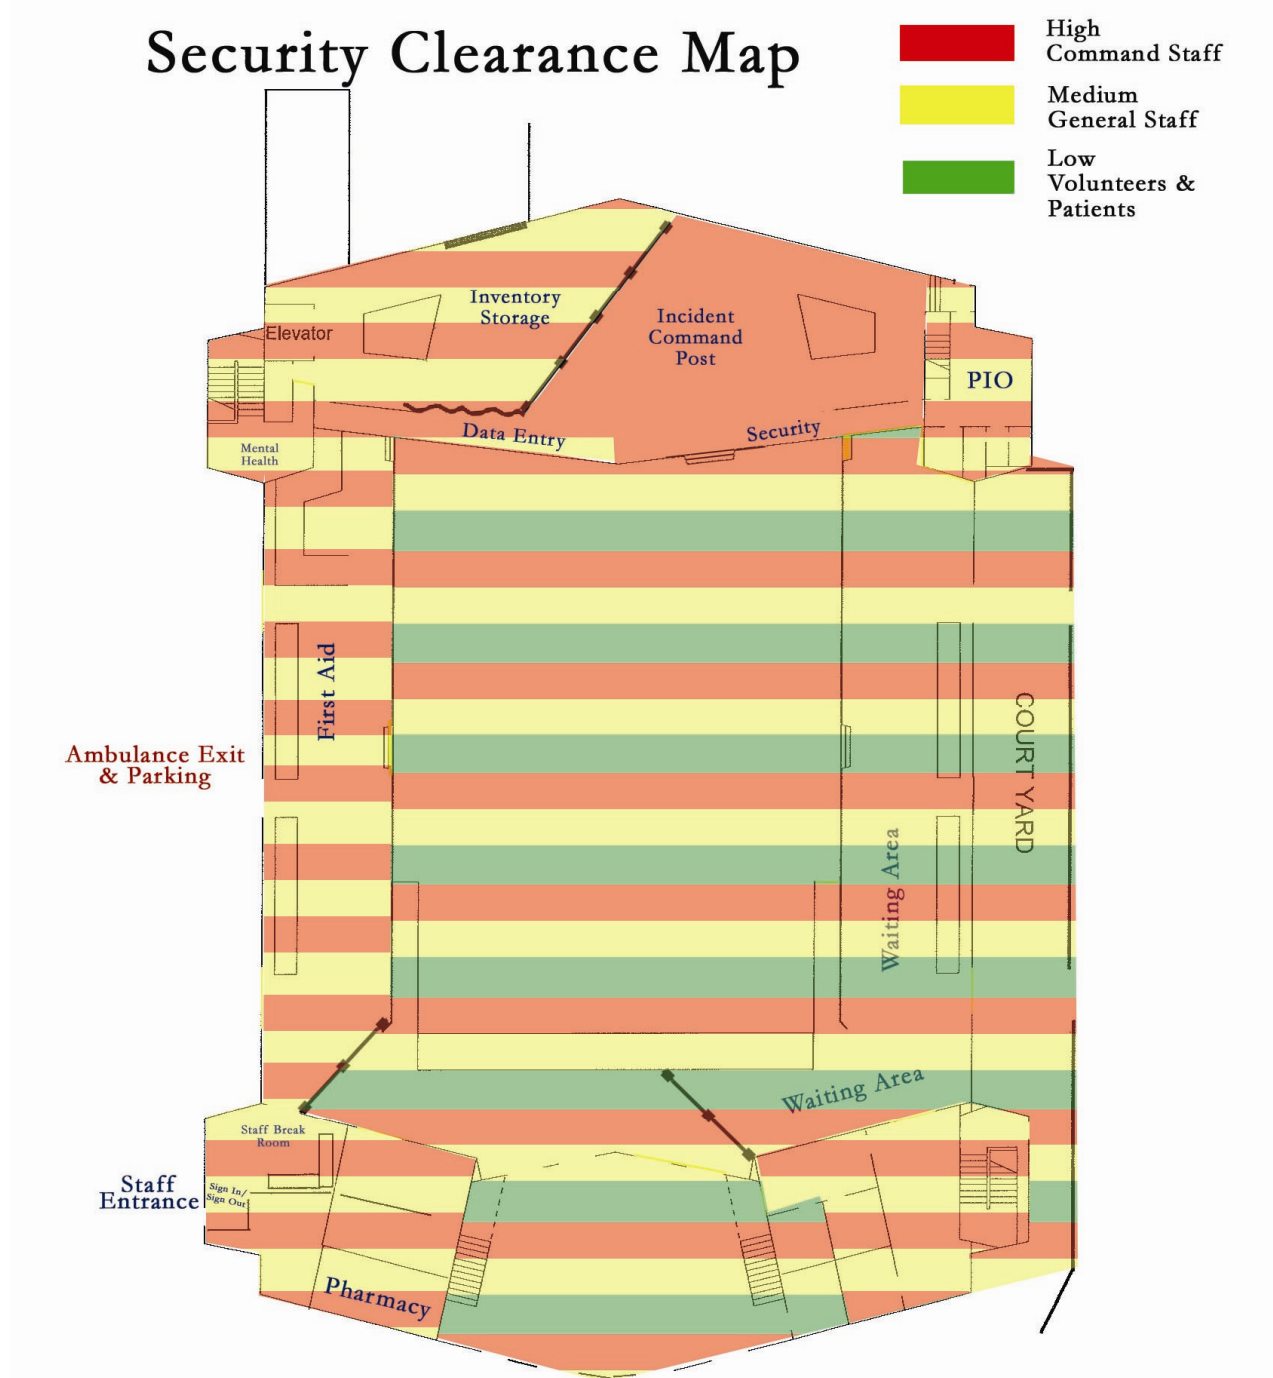 Security Clearance Map
High
Command Staff
Medium
General Staff
Low
Volunteers &
Patients
Inventory
Storage
Elevator
Incident
Command
Post
PIO
Data Entry
Security
Mental
Health
First Aid
Ambulance Exit
& Parking
COURT YARD
Waiting Area
Waiting Area
Staff Break
Room
Staff
Entrance
Sign In/
Sign Out
Pharmacy